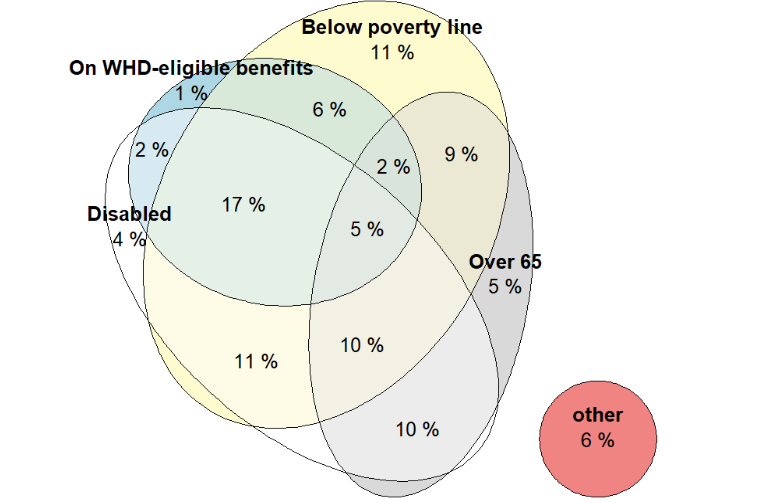 Below poverty line
11 %
On WHD-eligible benefits
1 %
6 %
2 %
2 %
9 %
17 %
Disabled
4 %
5 %
Over 65
5 %
11 %
10 %
10 %
other
6 %